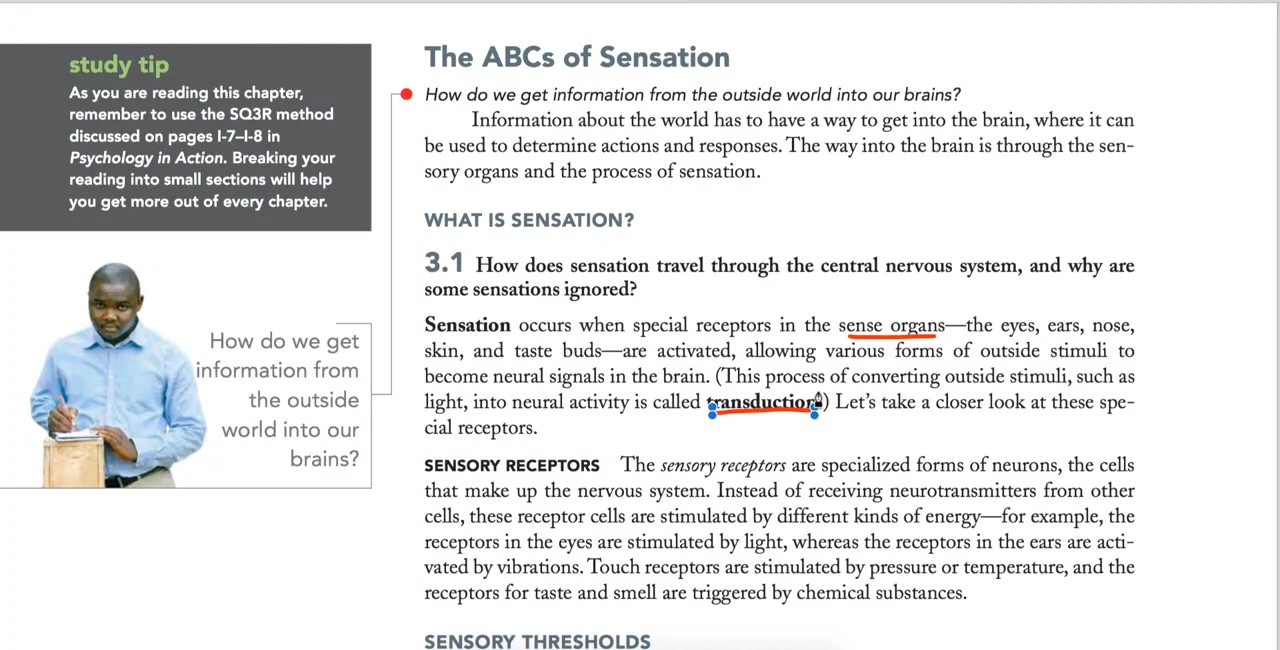 study tip
As you are reading this chapter,
remember to use the SQ3R method
discussed on pages I-7–I-8 in
Psychology in Action. Breaking your
reading into small sections will help
you get more out of every chapter.
How do we get
information from
the outside
world into our
brains?
The ABCs of Sensation
How do we get information from the outside world into our brains?
Information about the world has to have a way to get into the brain, where it can
be used to determine actions and responses. The way into the brain is through the sen-
sory organs and the process of sensation.
WHAT IS SENSATION?
3.1 How does sensation travel through the central nervous system, and why are
some sensations ignored?
Sensation occurs when special receptors in the sense organs—the eyes, ears, nose,
skin, and taste buds—are activated, allowing various forms of outside stimuli to
become neural signals in the brain. (This process of converting outside stimuli, such as
light, into neural activity is called transduction.) Let's take a closer look at these spe-
cial receptors.
SENSORY RECEPTORS The sensory receptors are specialized forms of neurons, the cells
that make up the nervous system. Instead of receiving neurotransmitters from other
cells, these receptor cells are stimulated by different kinds of energy—for example, the
receptors in the eyes are stimulated by light, whereas the receptors in the ears are acti-
vated by vibrations. Touch receptors are stimulated by pressure or temperature, and the
receptors for taste and smell are triggered by chemical substances.
SENSORY THRESHOLDS